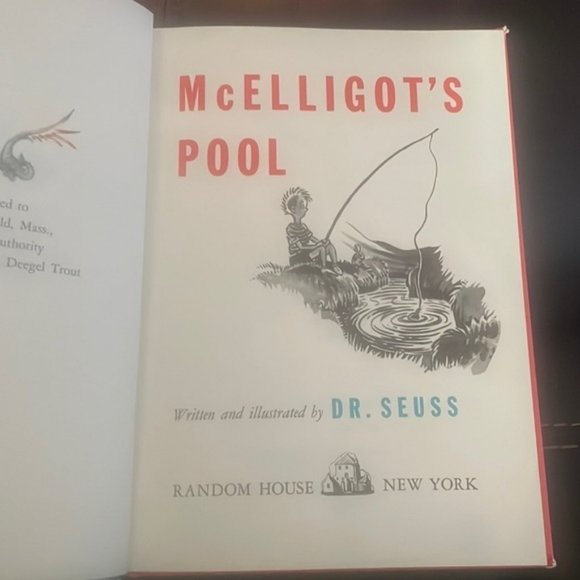 ed to
ld, Mass.,
uthority
Deegel Trout
McELLIGOT'S
POOL
Written and illustrated by DR. SEUSS
RANDOM HOUSE NEW YORK